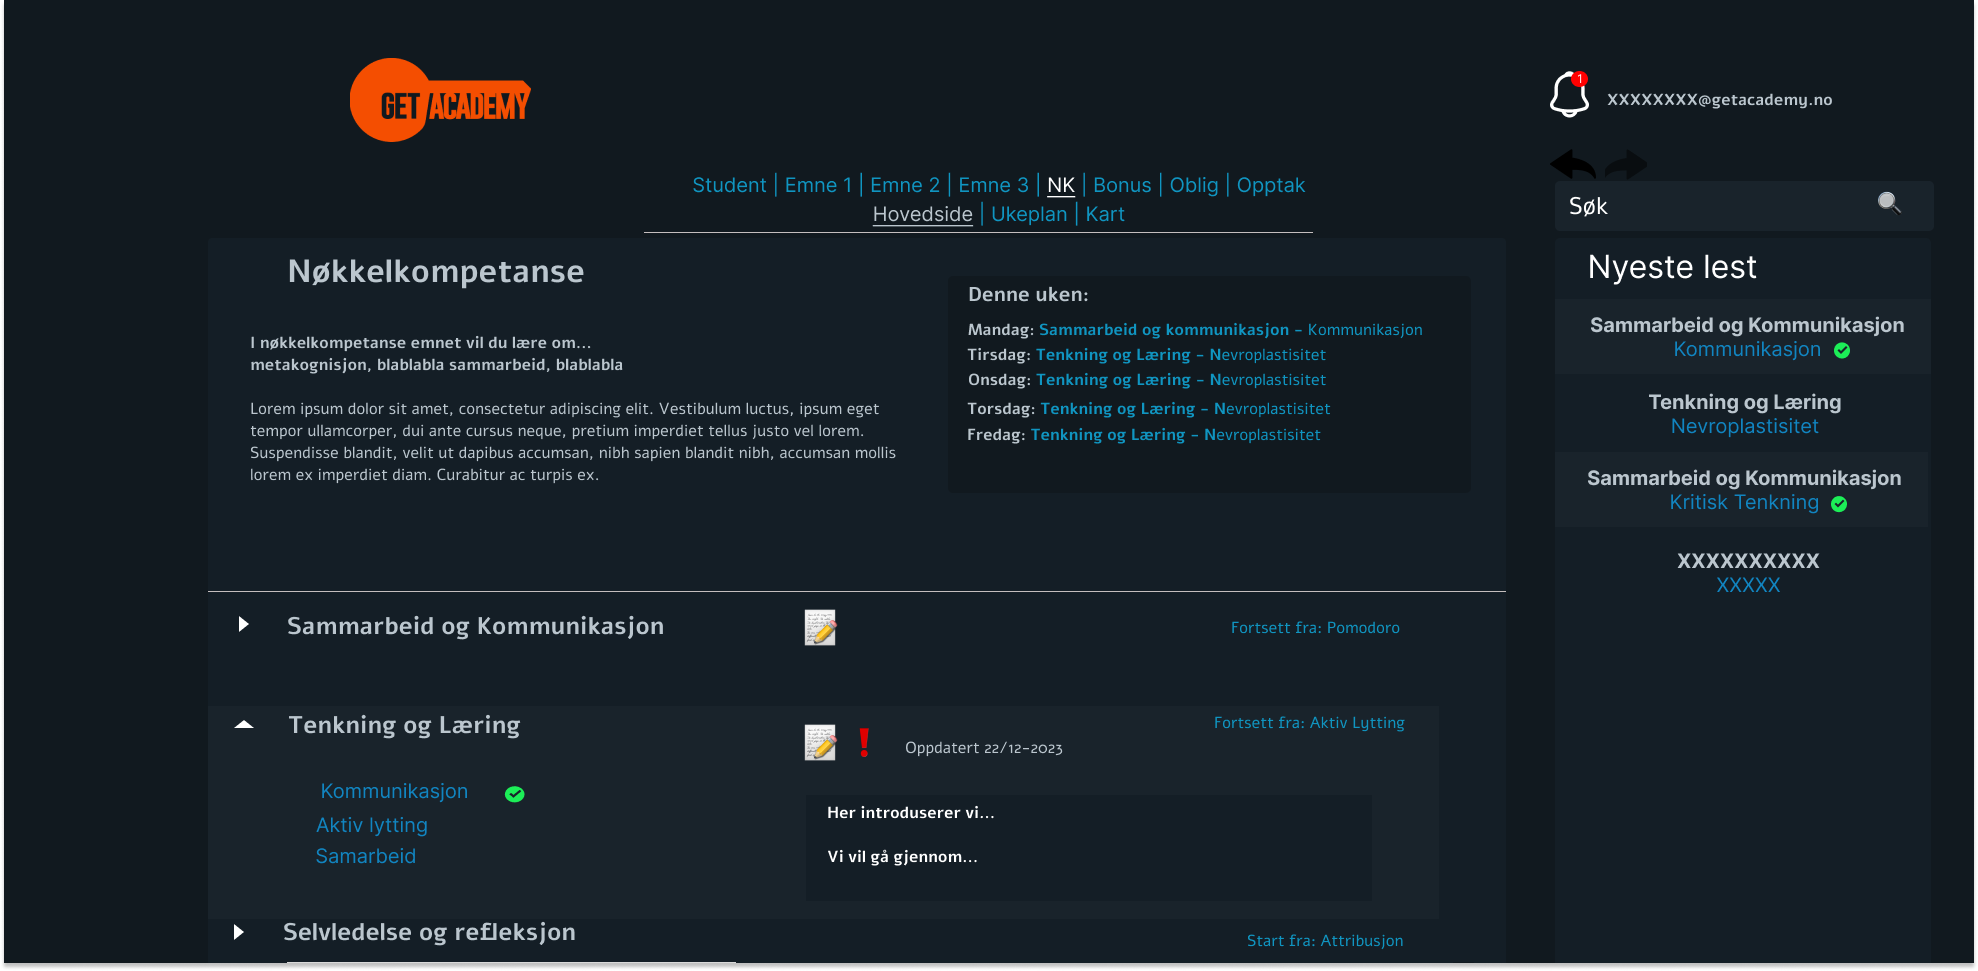 GET ACADEMY
1
XXXXXXXX@getacademy.no
Student | Emne 1 | Emne 2 | Emne 3 | NK | Bonus | Oblig | Opptak
Hovedside | Ukeplan | Kart
Søk
Nøkkelkompetanse
I nøkkelkompetanse emnet vil du lære om...
metakognisjon, blablabla sammarbeid, blablabla
Lorem ipsum dolor sit amet, consectetur adipiscing elit. Vestibulum luctus, ipsum eget
tempor ullamcorper, dui ante cursus neque, pretium imperdiet tellus justo vel lorem.
Suspendisse blandit, velit ut dapibus accumsan, nibh sapien blandit nibh, accumsan mollis
lorem ex imperdiet diam. Curabitur ac turpis ex.
Denne uken:
Mandag: Sammarbeid og kommunikasjon - Kommunikasjon
Tirsdag: Tenkning og Læring - Nevroplastisitet
Onsdag: Tenkning og Læring - Nevroplastisitet
Torsdag: Tenkning og Læring - Nevroplastisitet
Fredag: Tenkning og Læring - Nevroplastisitet
Nyeste lest
Sammarbeid og Kommunikasjon
Kommunikasjon
Tenkning og Læring
Nevroplastisitet
Sammarbeid og Kommunikasjon
Kritisk Tenkning
XXXXXXXXXX
XXXXX
Sammarbeid og Kommunikasjon
Fortsett fra: Pomodoro
Tenkning og Læring
Oppdatert 22/12-2023
Fortsett fra: Aktiv Lytting
Kommunikasjon
Aktiv lytting
Samarbeid
Her introduserer vi...
Vi vil gå gjennom...
Selvledelse og refleksjon
Start fra: Attribusjon